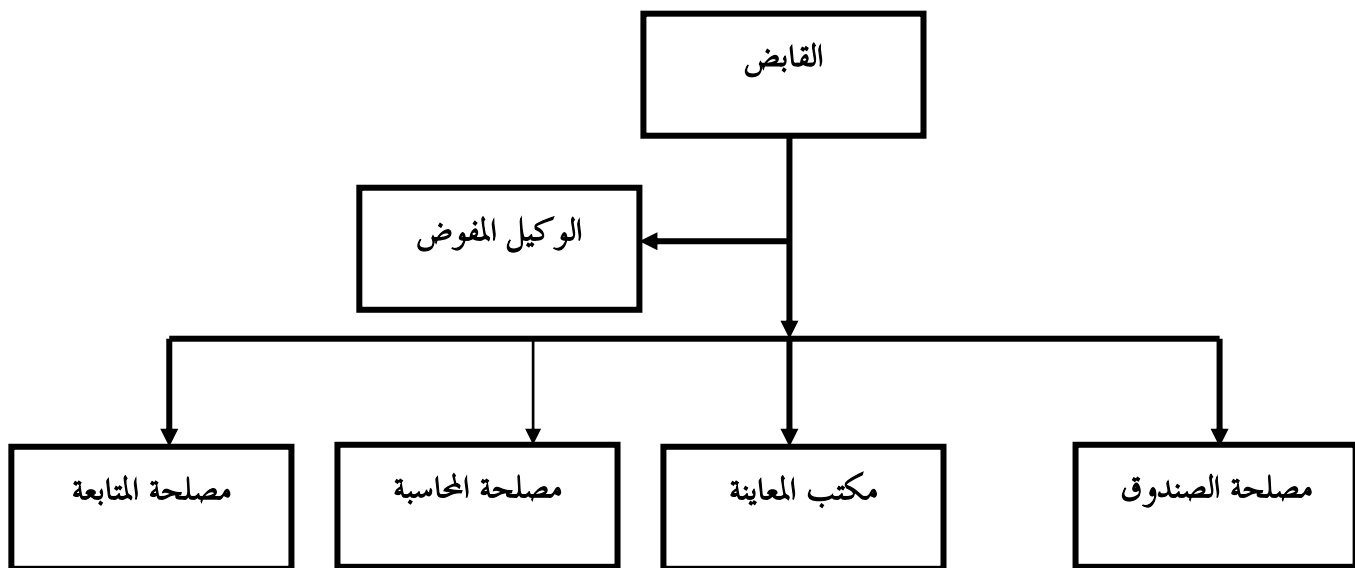 القابض
الوكيل المفوض
مصلحة الصندوق
مكتب المعاينة
مصلحة المحاسبة
مصلحة المتابعة